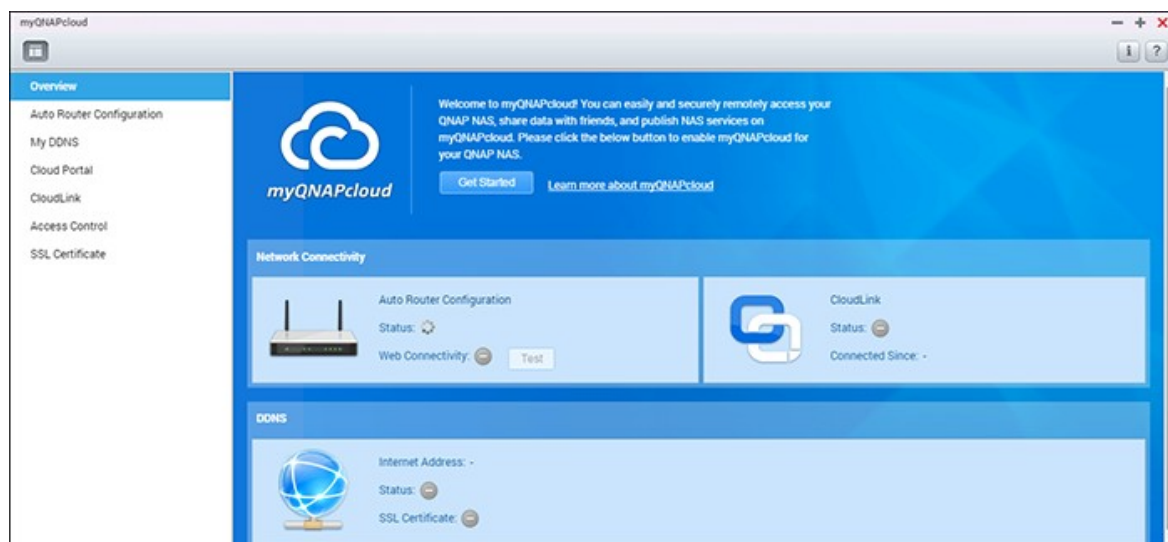 myQNAPcloud
Overview
Auto Router Configuration
My DDNS
Cloud Portal
CloudLink
Access Control
SSL Certificate
myQNAPcloud
Welcome to myQNAPcloud! You can easily and securely remotely access your
QNAP NAS, share data with friends, and publish NAS services on
myQNAPcloud. Please click the below button to enable myQNAPcloud for
your QNAP NAS.
Get Started
Learn more about myQNAPcloud
Network Connectivity
Auto Router Configuration
Status:
Web Connectivity:
Test
CloudLink
Status:
Connected Since: -
DDNS
Internet Address: -
Status:
SSL Certificate: